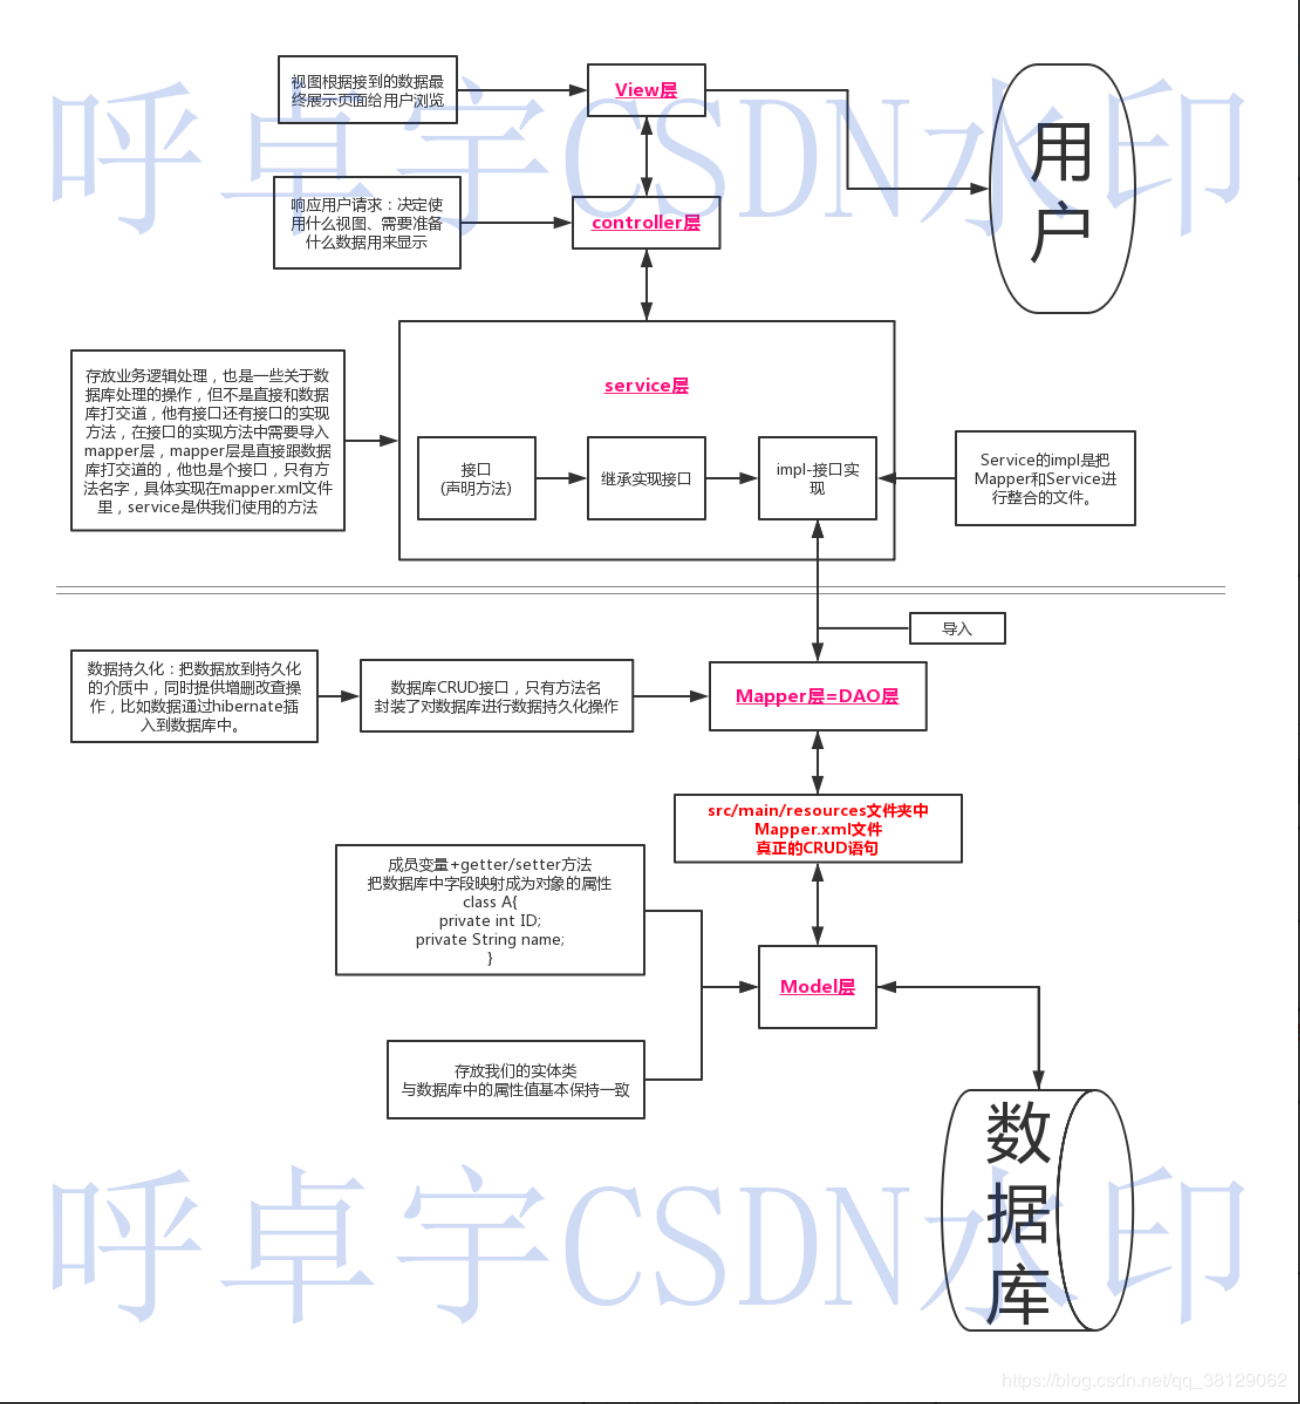 视图根据接到的数据最
终展示页面给用户浏览
View层
用
户
响应用户请求：决定使
用什么视图、需要准备
什么数据用来显示
controller层
service层
存放业务逻辑处理，也是一些关于数
据库处理的操作，但不是直接和数据
库打交道，他有接口还有接口的实现
方法，在接口的实现方法中需要导入
mapper层，mapper层是直接跟数据
库打交道的，他也是个接口，只有方
法名字，具体实现在mapper.xml文件
里，service是供我们使用的方法
接口
(声明方法)
继承实现接口
impl-接口实
现
Service的impl是把
Mapper和Service进
行整合的文件。
导入
数据持久化：把数据放到持久化
的介质中，同时提供增删改查操
作，比如数据通过hibernate插
入到数据库中。
数据库CRUD接口，只有方法名
封装了对数据库进行数据持久化操作
Mapper层=DAO层
src/main/resources文件夹中
Mapper.xml文件
真正的CRUD语句
成员变量+getter/setter方法
把数据库中字段映射成为对象的属性
class A{
private int ID;
private String name;
}
Model层
存放我们的实体类
与数据库中的属性值基本保持一致
数
据
库
呼卓宇CSDN水印
呼卓宇CSDN水印
https://blog.csdn.net/qq_38129062